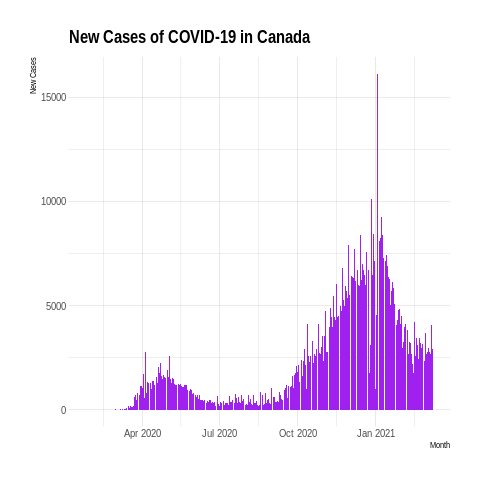 New Cases of COVID-19 in Canada
New Cases
15000
10000
5000
0
Apr 2020 Jul 2020 Oct 2020 Jan 2021
Month